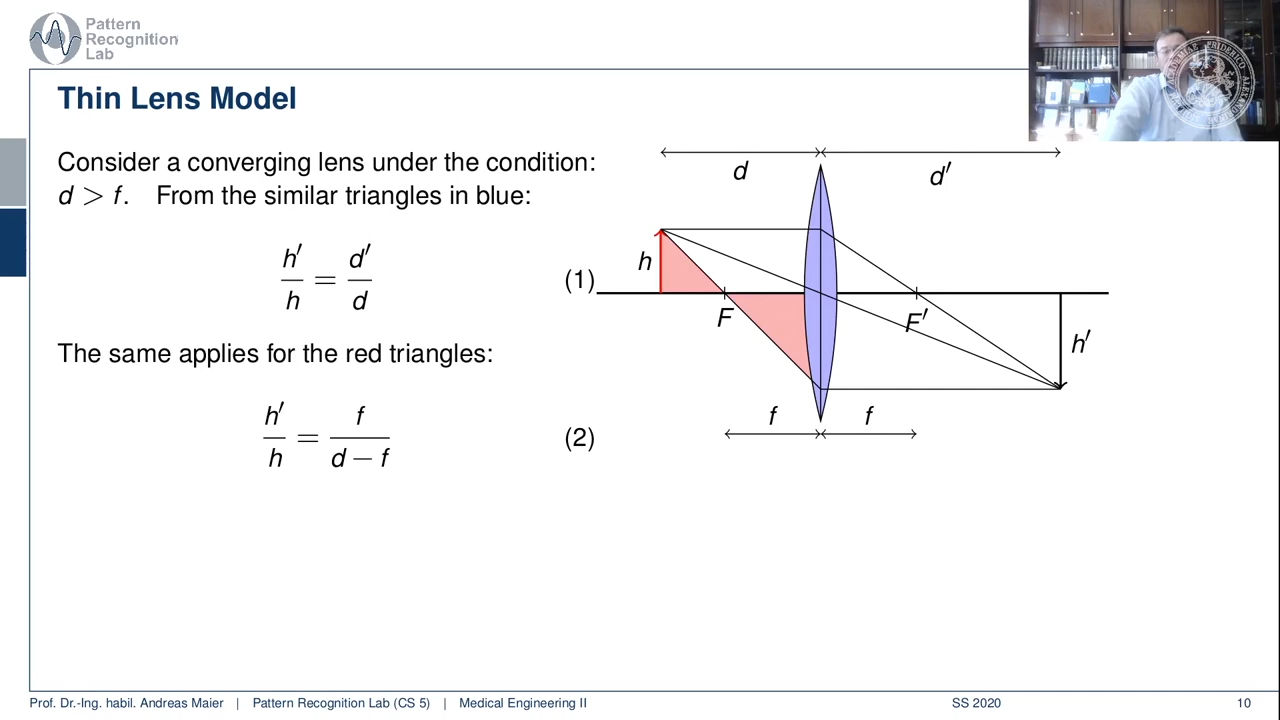 Pattern
Recognition
Lab
Thin Lens Model
Consider a converging lens under the condition:
d > f. From the similar triangles in blue:
h′/h = d′/d (1)
The same applies for the red triangles:
h′/h = f/(d − f) (2)
d d′
h
F F′
h′
f f
Prof. Dr.-Ing. habil. Andreas Maier | Pattern Recognition Lab (CS 5) | Medical Engineering II SS 2020 10